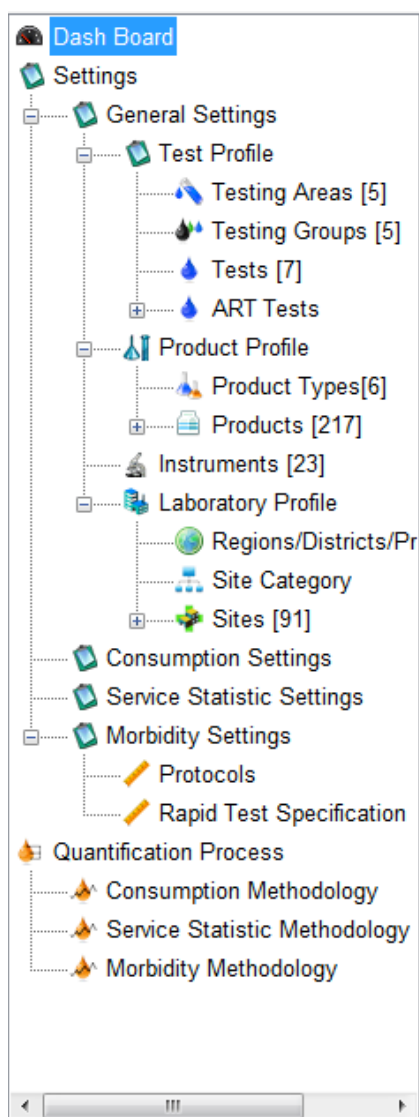 Dash Board
Settings
General Settings
Test Profile
Testing Areas [5]
Testing Groups [5]
Tests [7]
ART Tests
Product Profile
Product Types[6]
Products [217]
Instruments [23]
Laboratory Profile
Regions/Districts/Pr
Site Category
Sites [91]
Consumption Settings
Service Statistic Settings
Morbidity Settings
Protocols
Rapid Test Specification
Quantification Process
Consumption Methodology
Service Statistic Methodology
Morbidity Methodology